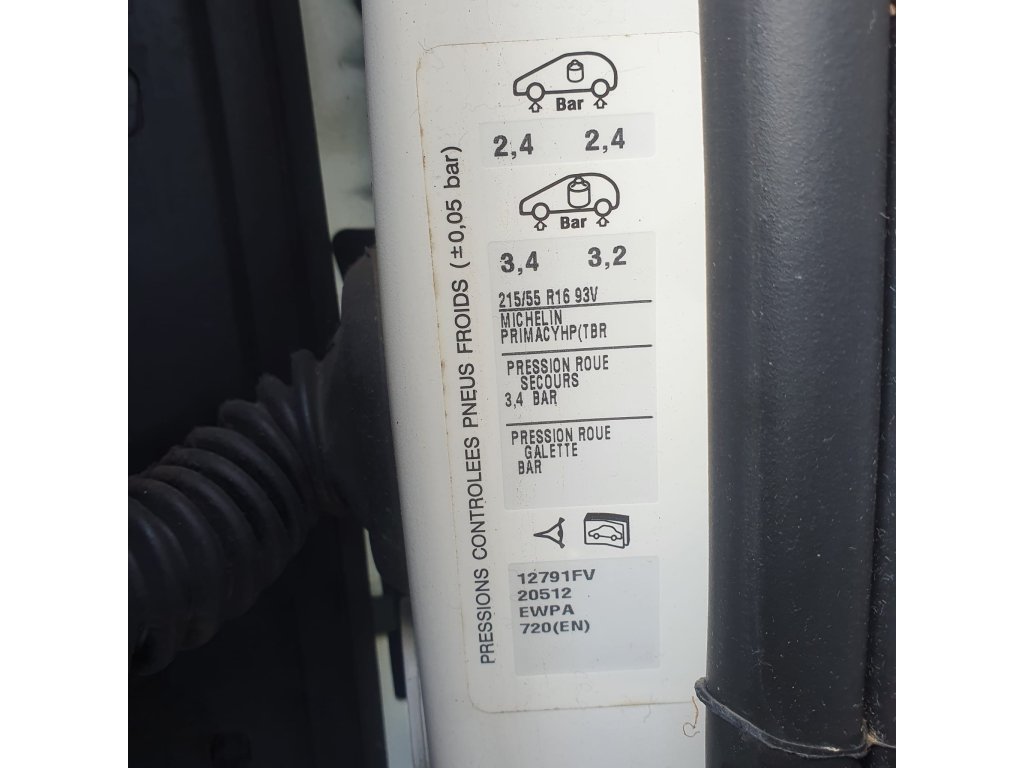 PRESSIONS CONTROLEES PNEUS FROIDS (±0,05 bar)
Bar
2,4 2,4
Bar
3,4 3,2
215/55 R16 93V
MICHELIN
PRIMACYHP(TBR
PRESSION ROUE
SECOURS
3,4 BAR
PRESSION ROUE
GALETTE
BAR
12791FV
20512
EWPA
720(EN)